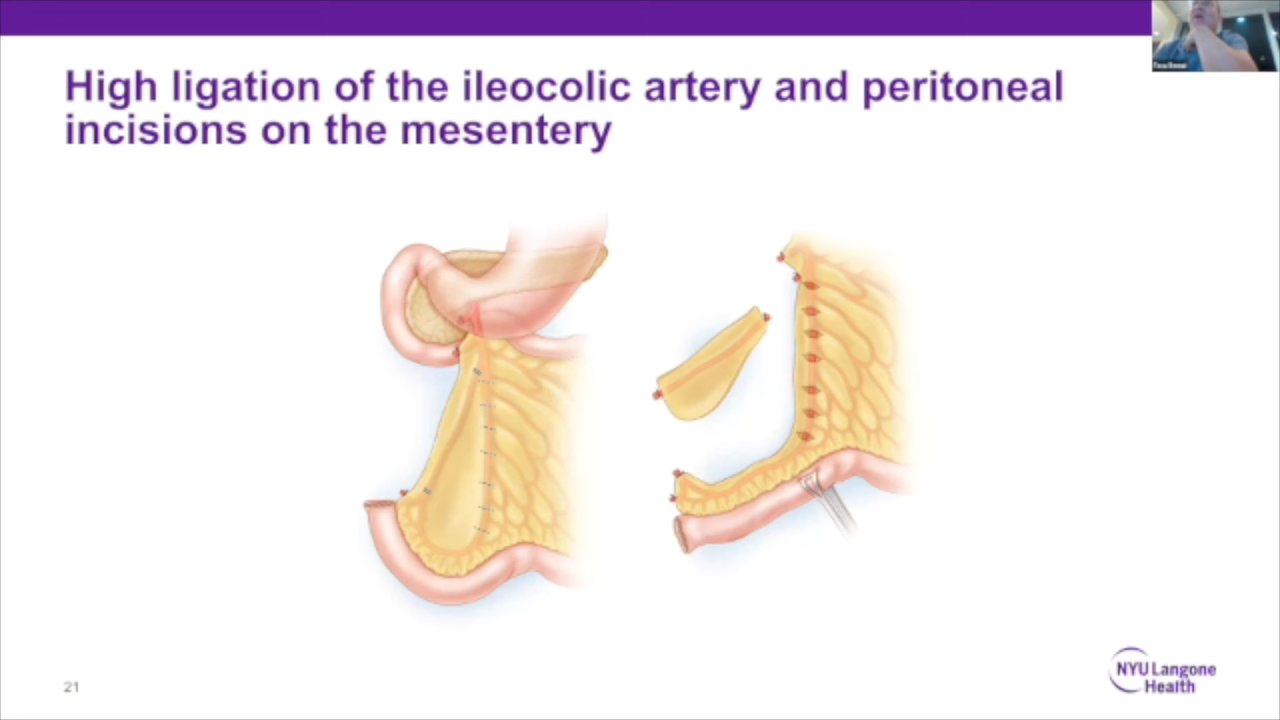 High ligation of the ileocolic artery and peritoneal
incisions on the mesentery
21
NYU Langone
Health